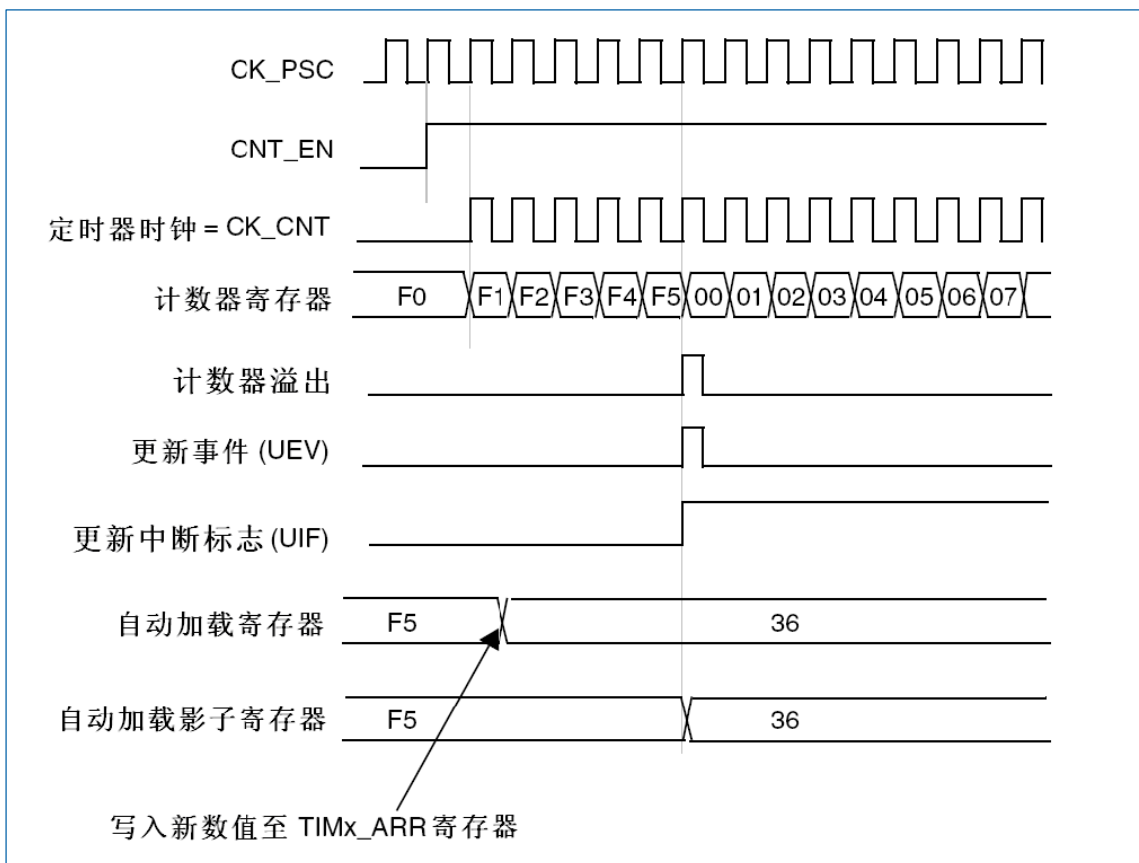 CK_PSC
CNT_EN
定时器时钟 = CK_CNT
计数器寄存器 F0 F1 F2 F3 F4 F5 00 01 02 03 04 05 06 07
计数器溢出
更新事件 (UEV)
更新中断标志 (UIF)
自动加载寄存器 F5 36
自动加载影子寄存器 F5 36
写入新数值至 TIMx_ARR 寄存器